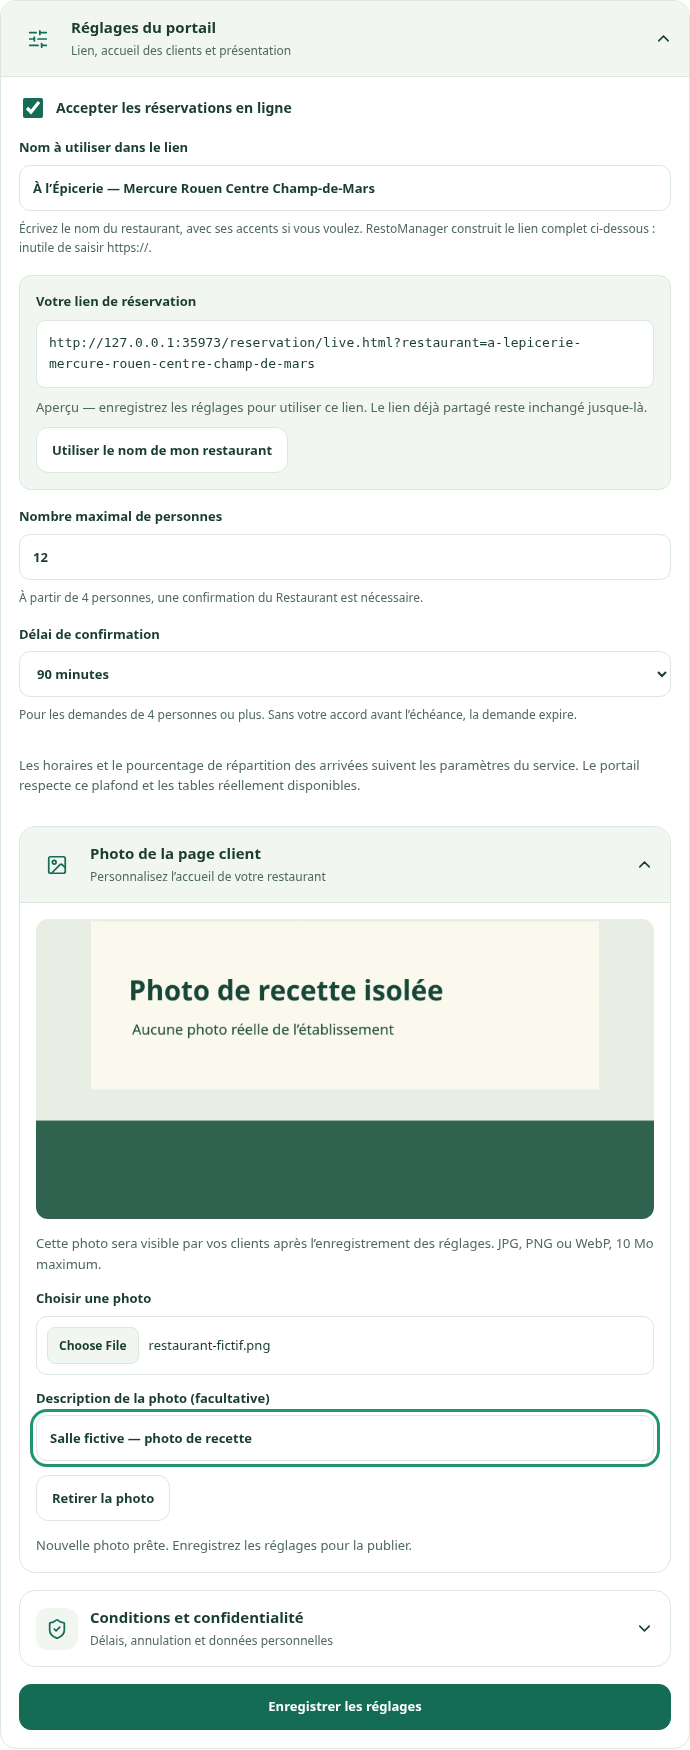 Réglages du portail
Lien, accueil des clients et présentation
Accepter les réservations en ligne
Nom à utiliser dans le lien
À l’Épicerie — Mercure Rouen Centre Champ-de-Mars
Écrivez le nom du restaurant, avec ses accents si vous voulez. RestoManager construit le lien complet ci-dessous :
inutile de saisir https://.
Votre lien de réservation
http://127.0.0.1:35973/reservation/live.html?restaurant=a-lepicerie-
mercure-rouen-centre-champ-de-mars
Aperçu — enregistrez les réglages pour utiliser ce lien. Le lien déjà partagé reste inchangé jusque-là.
Utiliser le nom de mon restaurant
Nombre maximal de personnes
12
À partir de 4 personnes, une confirmation du Restaurant est nécessaire.
Délai de confirmation
90 minutes
Pour les demandes de 4 personnes ou plus. Sans votre accord avant l’échéance, la demande expire.
Les horaires et le pourcentage de répartition des arrivées suivent les paramètres du service. Le portail
respecte ce plafond et les tables réellement disponibles.
Photo de la page client
Personnalisez l’accueil de votre restaurant
Photo de recette isolée
Aucune photo réelle de l’établissement
Cette photo sera visible par vos clients après l’enregistrement des réglages. JPG, PNG ou WebP, 10 Mo
maximum.
Choisir une photo
Choose File restaurant-fictif.png
Description de la photo (facultative)
Salle fictive — photo de recette
Retirer la photo
Nouvelle photo prête. Enregistrez les réglages pour la publier.
Conditions et confidentialité
Délais, annulation et données personnelles
Enregistrer les réglages